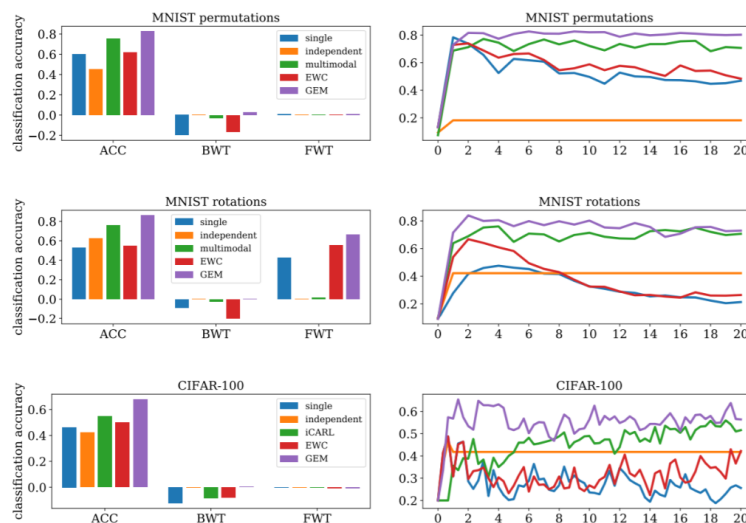 MNIST permutations
classification accuracy
0.8
0.6
0.4
0.2
0.0
−0.2
ACC
BWT
FWT
single
independent
multimodal
EWC
GEM
MNIST permutations
0.8
0.6
0.4
0.2
0 2 4 6 8 10 12 14 16 18 20
MNIST rotations
classification accuracy
0.8
0.6
0.4
0.2
0.0
−0.2
ACC
BWT
FWT
single
independent
multimodal
EWC
GEM
MNIST rotations
0.8
0.6
0.4
0.2
0 2 4 6 8 10 12 14 16 18 20
CIFAR-100
classification accuracy
0.6
0.4
0.2
0.0
ACC
BWT
FWT
single
independent
iCARL
EWC
GEM
CIFAR-100
0.6
0.5
0.4
0.3
0.2
0 2 4 6 8 10 12 14 16 18 20